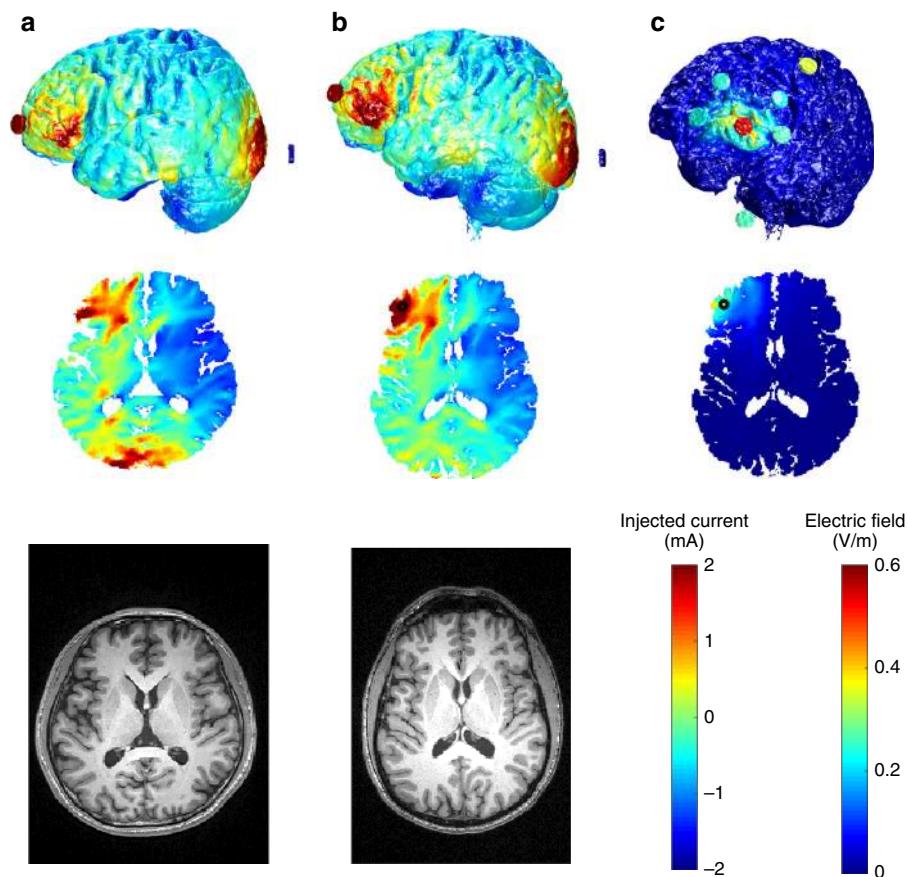 a
b
c
Injected current
(mA)
Electric field
(V/m)
2
1
0
–1
–2
0.6
0.4
0.2
0